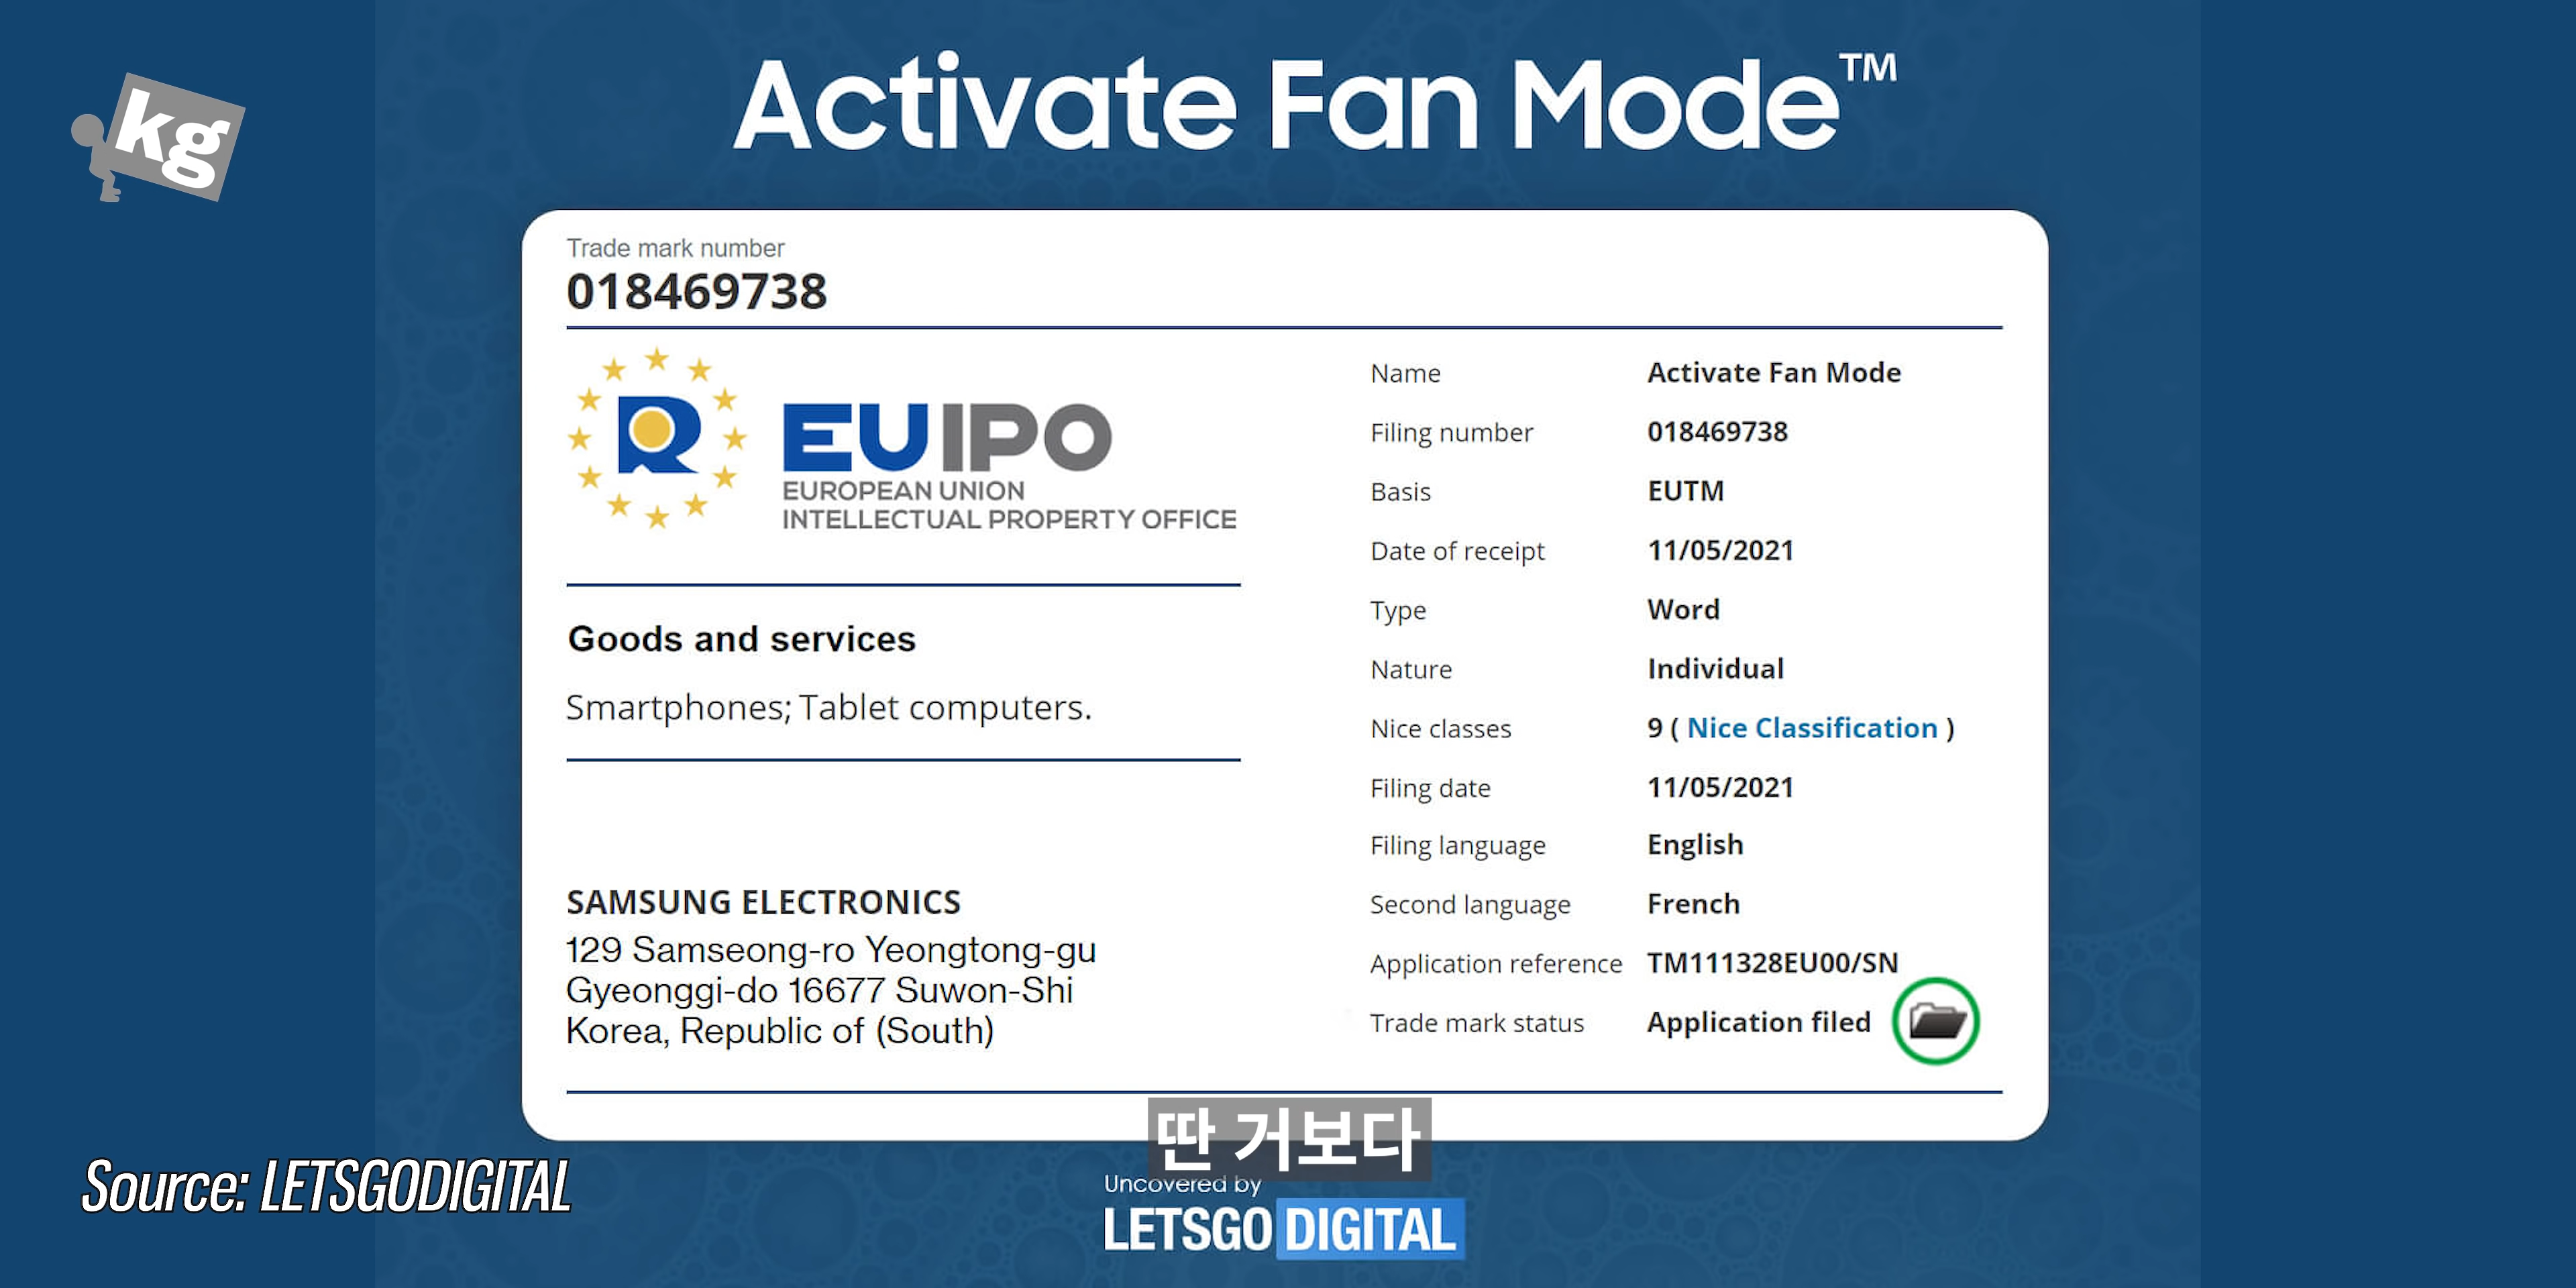 kg
Activate Fan Mode™
Trade mark number
018469738
R
EUIPO
EUROPEAN UNION
INTELLECTUAL PROPERTY OFFICE
Goods and services
Smartphones; Tablet computers.
SAMSUNG ELECTRONICS
129 Samseong-ro Yeongtong-gu
Gyeonggi-do 16677 Suwon-Shi
Korea, Republic of (South)
Name Activate Fan Mode
Filing number 018469738
Basis EUTM
Date of receipt 11/05/2021
Type Word
Nature Individual
Nice classes 9 ( Nice Classification )
Filing date 11/05/2021
Filing language English
Second language French
Application reference TM111328EU00/SN
Trade mark status Application filed
딴 거보다
Source: LETSGODIGITAL
Uncovered by
LETSGODIGITAL